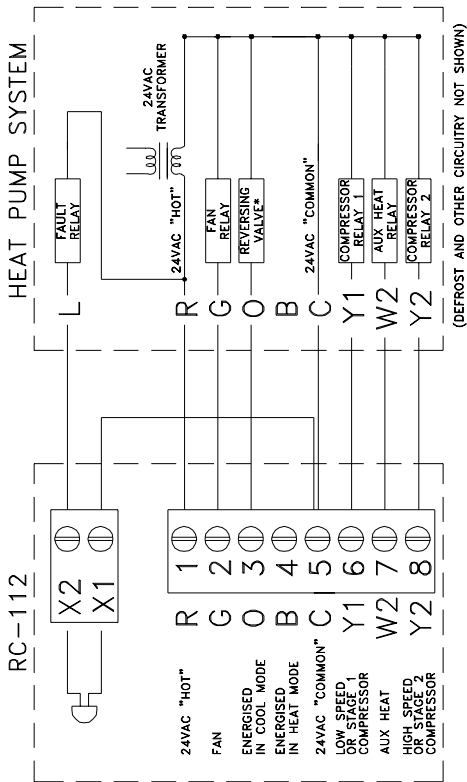 HEAT PUMP SYSTEM
FAULT
RELAY
L
24VAC
TRANSFORMER
24VAC "HOT"
R
FAN
RELAY
G
REVERSING
VALVE*
O
B
24VAC "COMMON"
C
COMPRESSOR
RELAY 1
Y1
AUX HEAT
RELAY
W2
COMPRESSOR
RELAY 2
Y2
(DEFROST AND OTHER CIRCUITRY NOT SHOWN)
RC-112
X2
X1
24VAC "HOT"
R
1
FAN
G
2
ENERGISED
IN COOL MODE
O
3
ENERGISED
IN HEAT MODE
B
4
24VAC "COMMON"
C
5
LOW SPEED
OR STAGE 1
COMPRESSOR
Y1
6
AUX HEAT
W2
7
HIGH SPEED
OR STAGE 2
COMPRESSOR
Y2
8